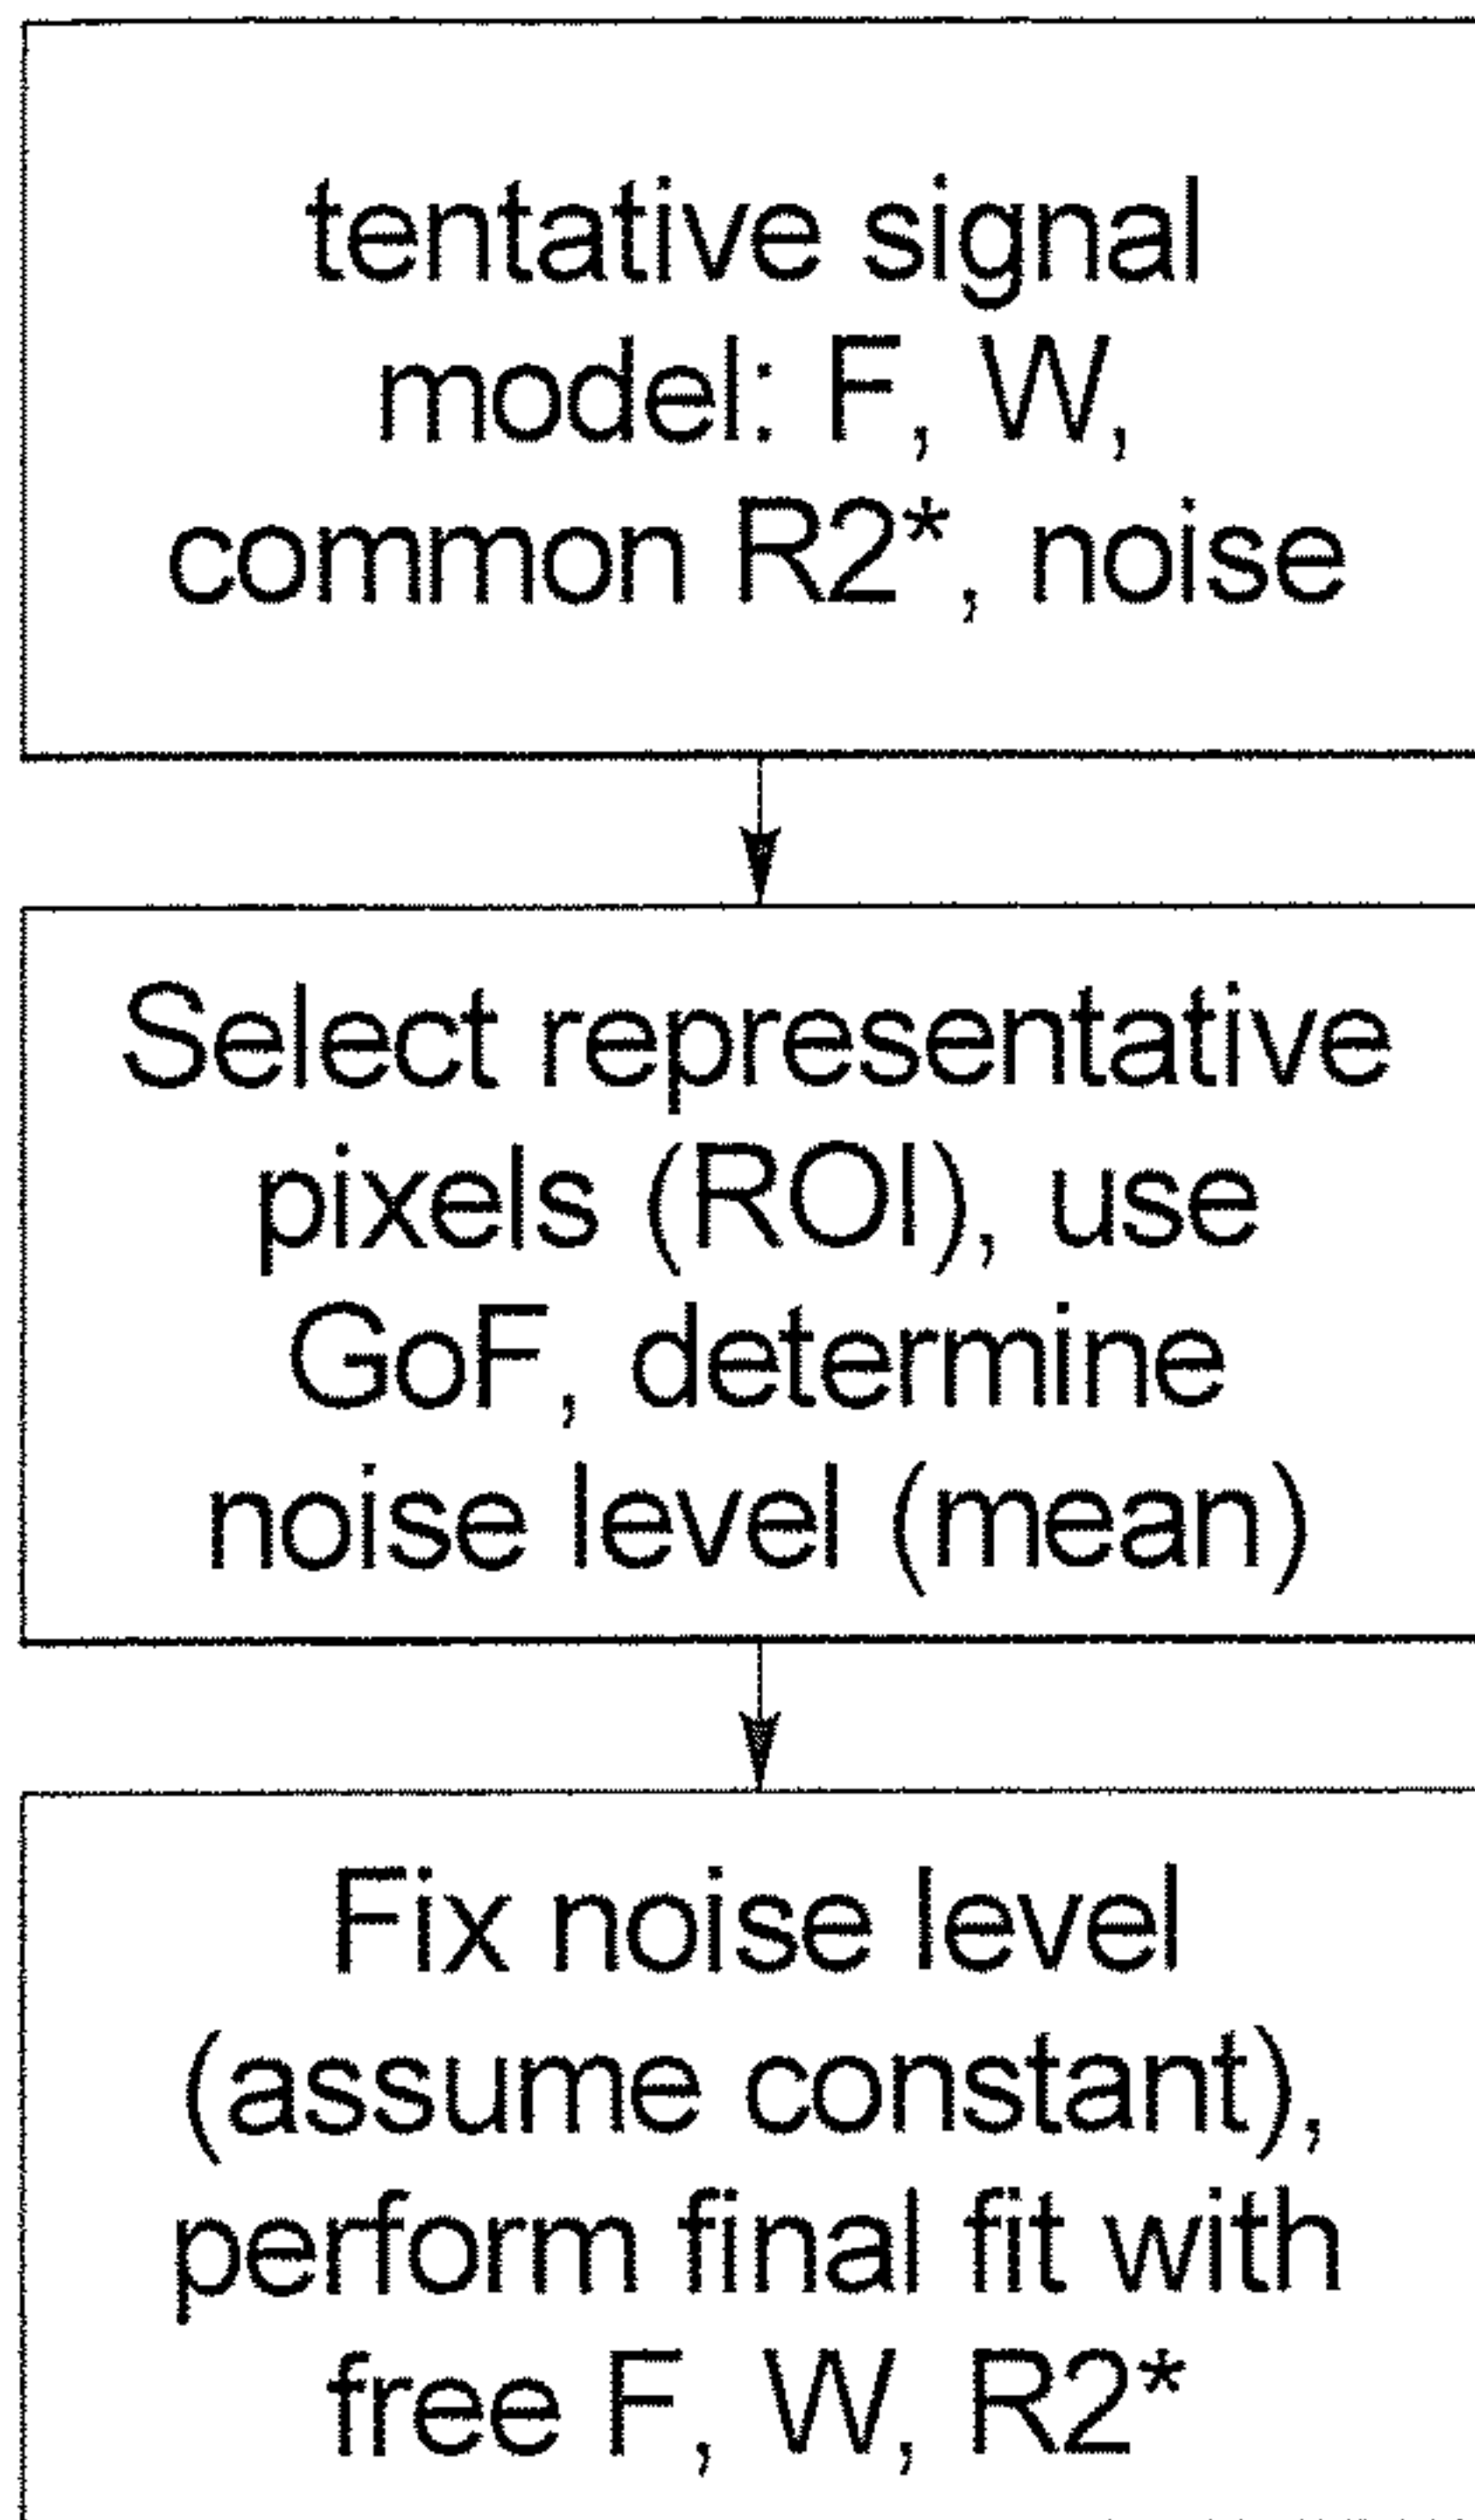 tentative signal
model: F, W,
common R2*, noise
Select representative
pixels (ROI), use
GoF, determine
noise level (mean)
Fix noise level
(assume constant),
perform final fit with
free F, W, R2*